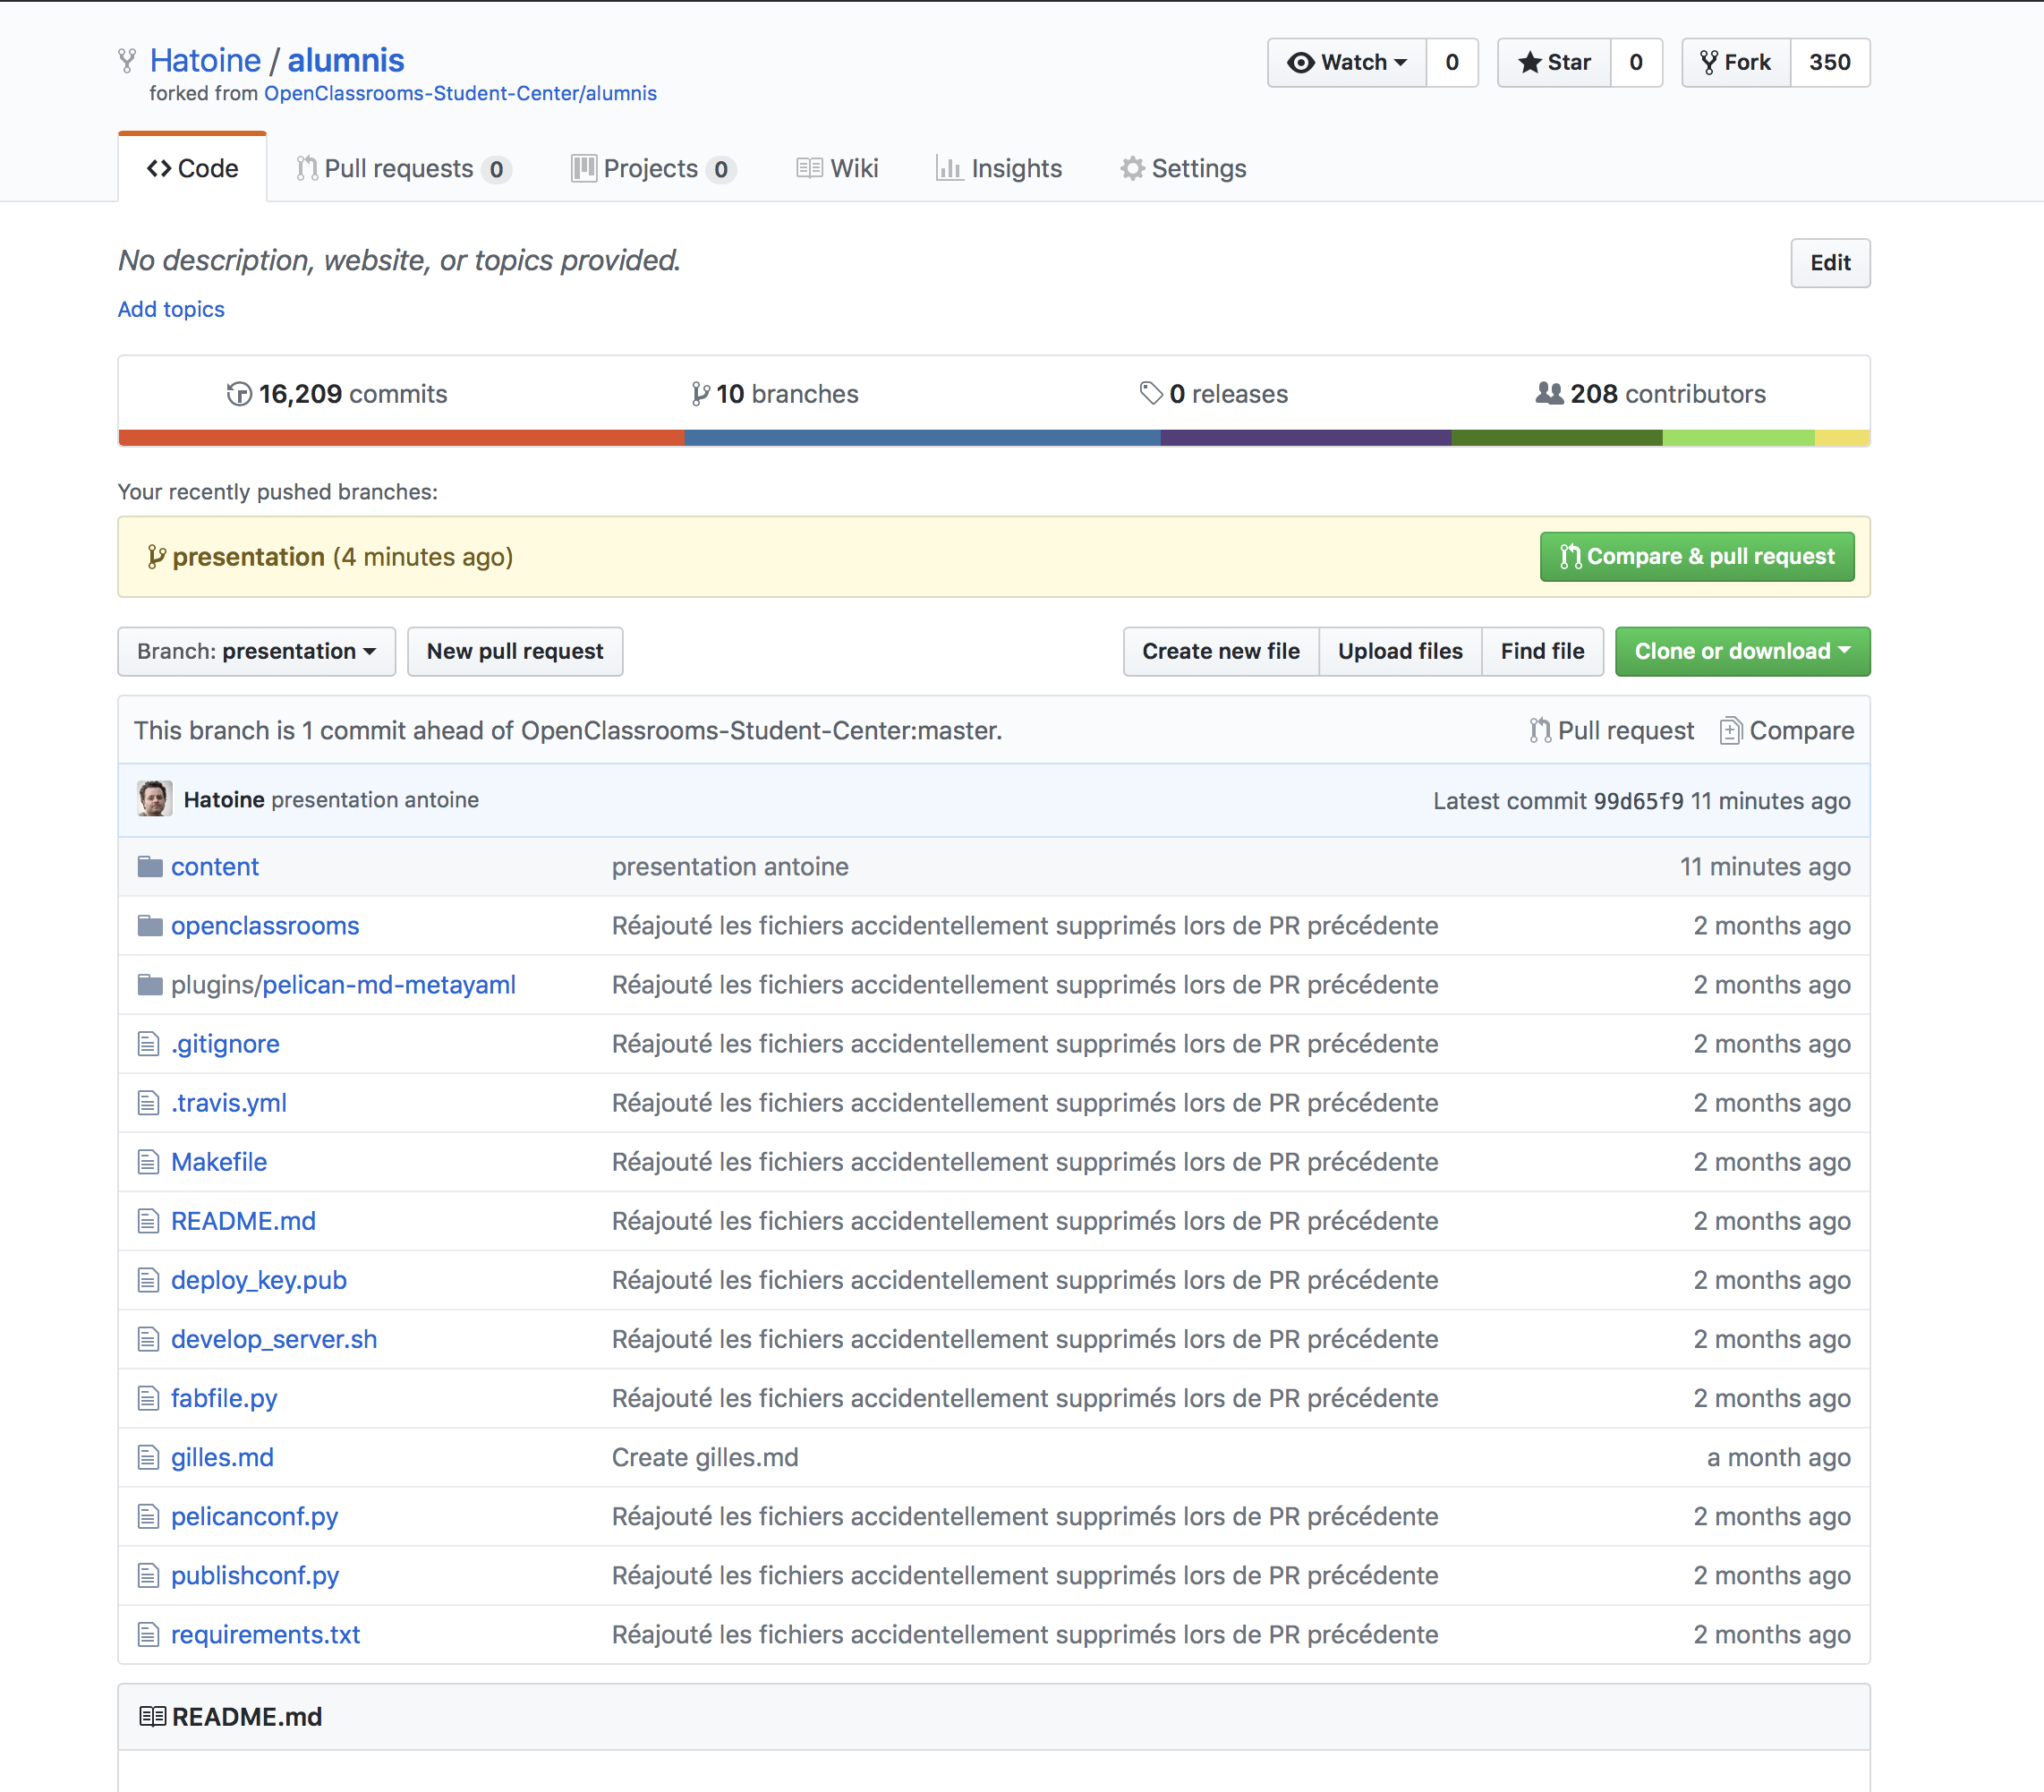 Hatoine / alumnis
Watch 0
Star 0
Fork 350
forked from OpenClassrooms-Student-Center/alumnis
Code
Pull requests 0
Projects 0
Wiki
Insights
Settings
No description, website, or topics provided.
Edit
Add topics
16,209 commits
10 branches
0 releases
208 contributors
Your recently pushed branches:
presentation (4 minutes ago)
Compare & pull request
Branch: presentation
New pull request
Create new file
Upload files
Find file
Clone or download
This branch is 1 commit ahead of OpenClassrooms-Student-Center:master.
Pull request
Compare
Hatoine presentation antoine
Latest commit 99d65f9 11 minutes ago
content presentation antoine 11 minutes ago
openclassrooms Réajouté les fichiers accidentellement supprimés lors de PR précédente 2 months ago
plugins/pelican-md-metayaml Réajouté les fichiers accidentellement supprimés lors de PR précédente 2 months ago
.gitignore Réajouté les fichiers accidentellement supprimés lors de PR précédente 2 months ago
.travis.yml Réajouté les fichiers accidentellement supprimés lors de PR précédente 2 months ago
Makefile Réajouté les fichiers accidentellement supprimés lors de PR précédente 2 months ago
README.md Réajouté les fichiers accidentellement supprimés lors de PR précédente 2 months ago
deploy_key.pub Réajouté les fichiers accidentellement supprimés lors de PR précédente 2 months ago
develop_server.sh Réajouté les fichiers accidentellement supprimés lors de PR précédente 2 months ago
fabfile.py Réajouté les fichiers accidentellement supprimés lors de PR précédente 2 months ago
gilles.md Create gilles.md a month ago
pelicanconf.py Réajouté les fichiers accidentellement supprimés lors de PR précédente 2 months ago
publishconf.py Réajouté les fichiers accidentellement supprimés lors de PR précédente 2 months ago
requirements.txt Réajouté les fichiers accidentellement supprimés lors de PR précédente 2 months ago
README.md